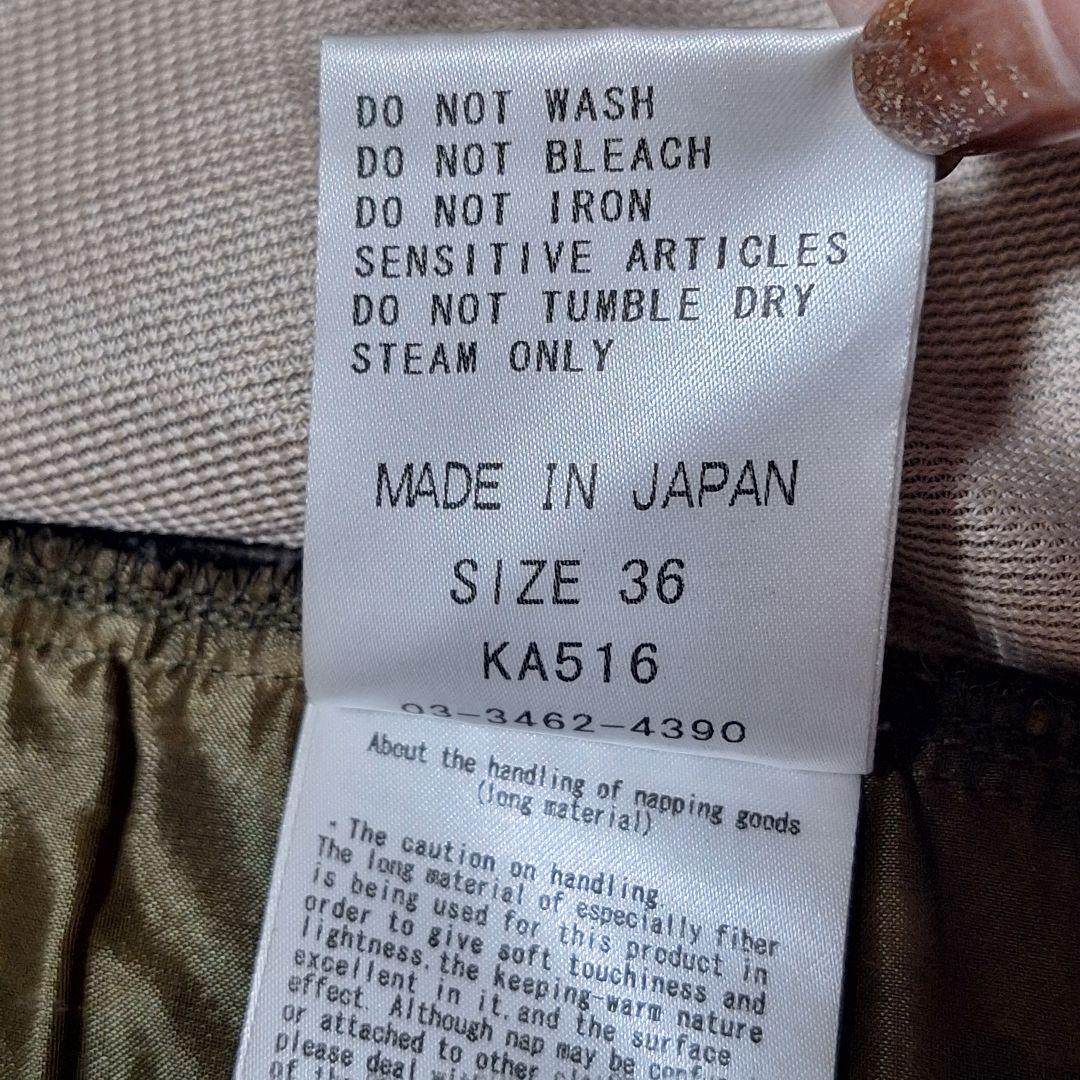 DO NOT WASH
DO NOT BLEACH
DO NOT IRON
SENSITIVE ARTICLES
DO NOT TUMBLE DRY
STEAM ONLY
MADE IN JAPAN
SIZE 36
KA516
03-3462-4390
About the handling of napping goods
(long material)
・The caution on handling.
The long material of especially fiber
is being used for this product in
order to give soft touchiness and
lightness, the keeping-warm nature
excellent in it, and the surface
effect. Although nap may be
or attached to other
please deal
of